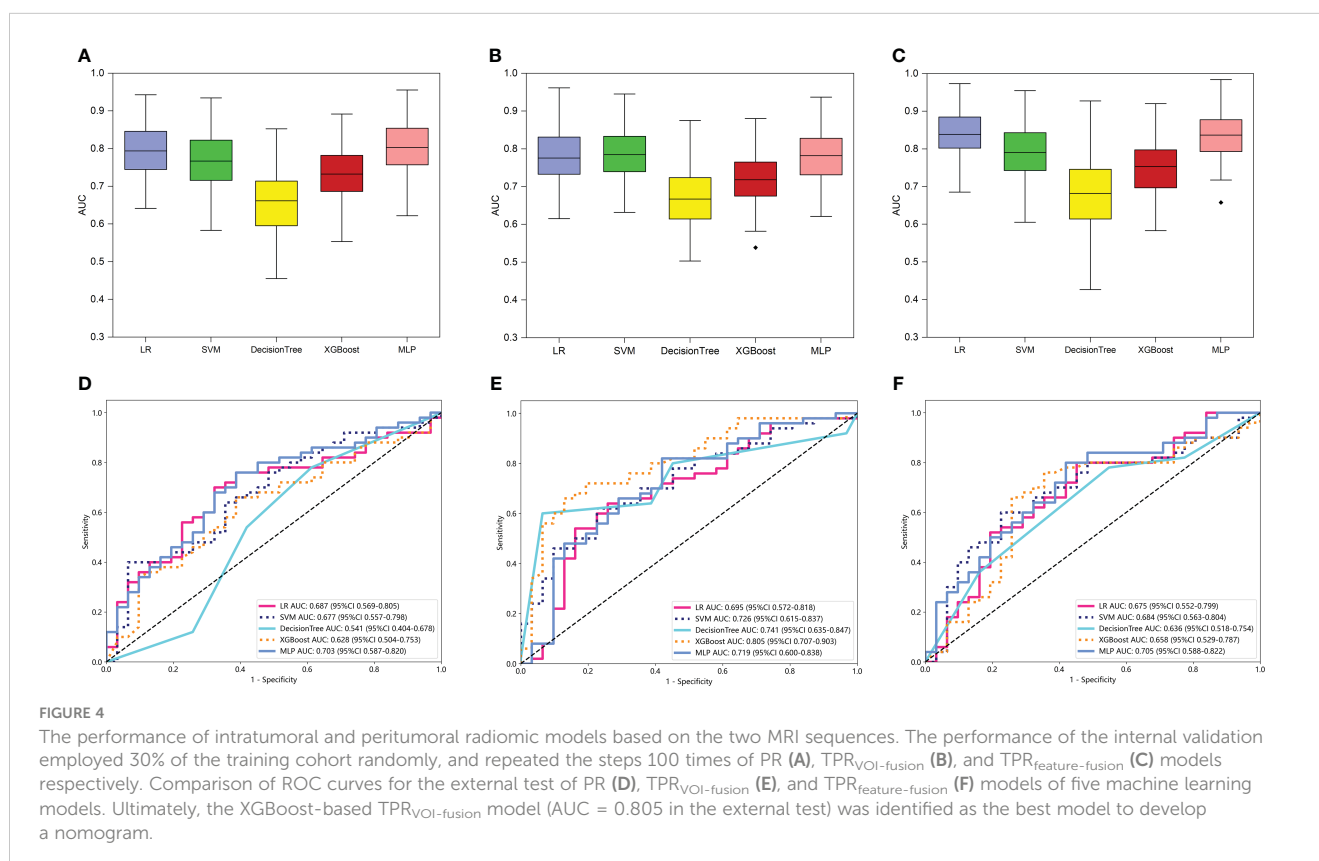 A
B
C
1.0
0.9
0.8
0.7
0.6
0.5
0.4
0.3
AUC
LR
SVM
DecisionTree
XGBoost
MLP
1.0
0.9
0.8
0.7
0.6
0.5
0.4
0.3
AUC
LR
SVM
DecisionTree
XGBoost
MLP
1.0
0.9
0.8
0.7
0.6
0.5
0.4
0.3
AUC
LR
SVM
DecisionTree
XGBoost
MLP
D
E
F
1.0
0.8
0.6
0.4
0.2
0.0
Sensitivity
LR AUC: 0.687 (95%CI 0.569-0.805)
SVM AUC: 0.677 (95%CI 0.557-0.798)
DecisionTree AUC: 0.541 (95%CI 0.404-0.678)
XGBoost AUC: 0.628 (95%CI 0.504-0.753)
MLP AUC: 0.703 (95%CI 0.587-0.820)
0.0 0.2 0.4 0.6 0.8 1.0
1 - Specificity
1.0
0.8
0.6
0.4
0.2
0.0
Sensitivity
LR AUC: 0.695 (95%CI 0.572-0.818)
SVM AUC: 0.726 (95%CI 0.615-0.837)
DecisionTree AUC: 0.741 (95%CI 0.635-0.847)
XGBoost AUC: 0.805 (95%CI 0.707-0.903)
MLP AUC: 0.719 (95%CI 0.600-0.838)
0.0 0.2 0.4 0.6 0.8 1.0
1 - Specificity
1.0
0.8
0.6
0.4
0.2
0.0
Sensitivity
LR AUC: 0.675 (95%CI 0.552-0.799)
SVM AUC: 0.684 (95%CI 0.563-0.804)
DecisionTree AUC: 0.636 (95%CI 0.518-0.754)
XGBoost AUC: 0.658 (95%CI 0.529-0.787)
MLP AUC: 0.705 (95%CI 0.588-0.822)
0.0 0.2 0.4 0.6 0.8 1.0
1 - Specificity
FIGURE 4
The performance of intratumoral and peritumoral radiomic models based on the two MRI sequences. The performance of the internal validation
employed 30% of the training cohort randomly, and repeated the steps 100 times of PR (A), TPRVOI-fusion (B), and TPRfeature-fusion (C) models
respectively. Comparison of ROC curves for the external test of PR (D), TPRVOI-fusion (E), and TPRfeature-fusion (F) models of five machine learning
models. Ultimately, the XGBoost-based TPRVOI-fusion model (AUC = 0.805 in the external test) was identified as the best model to develop
a nomogram.